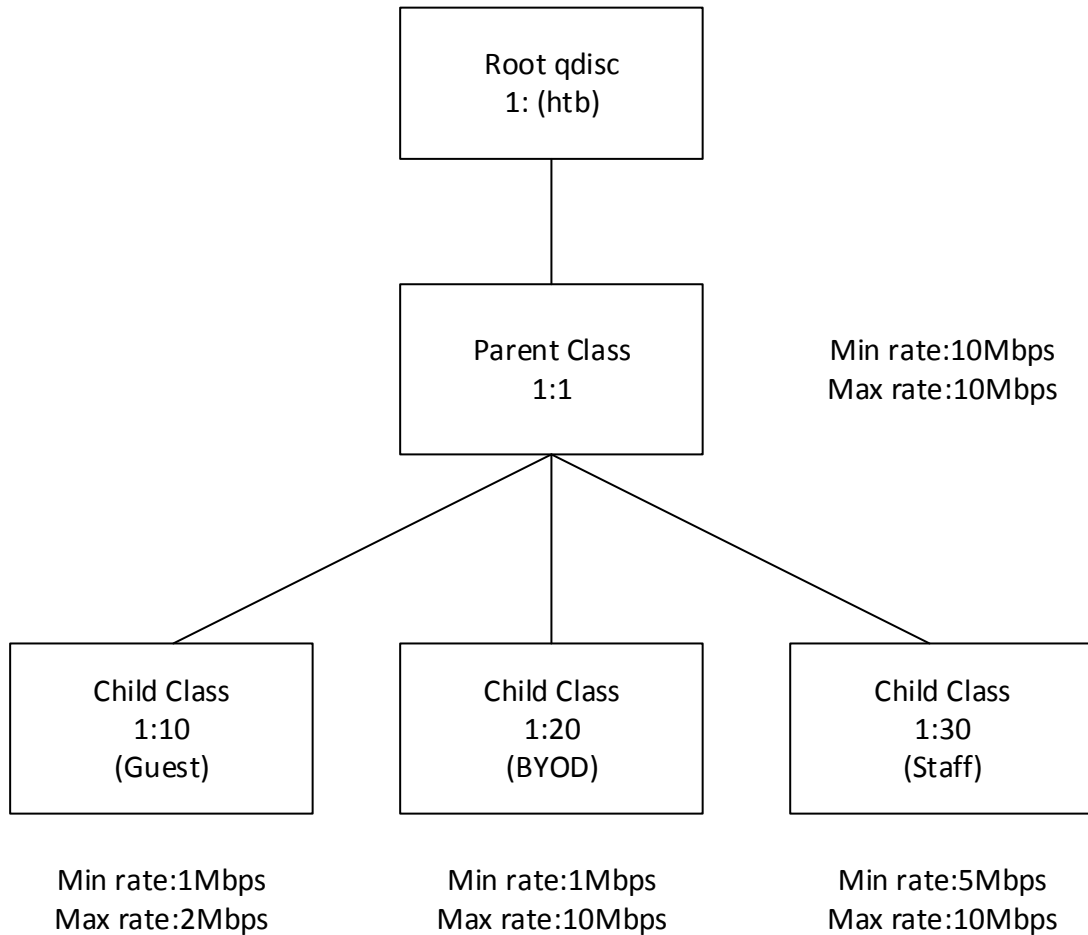 Root qdisc
1: (htb)
Parent Class
1:1
Min rate:10Mbps
Max rate:10Mbps
Child Class
1:10
(Guest)
Child Class
1:20
(BYOD)
Child Class
1:30
(Staff)
Min rate:1Mbps
Max rate:2Mbps
Min rate:1Mbps
Max rate:10Mbps
Min rate:5Mbps
Max rate:10Mbps